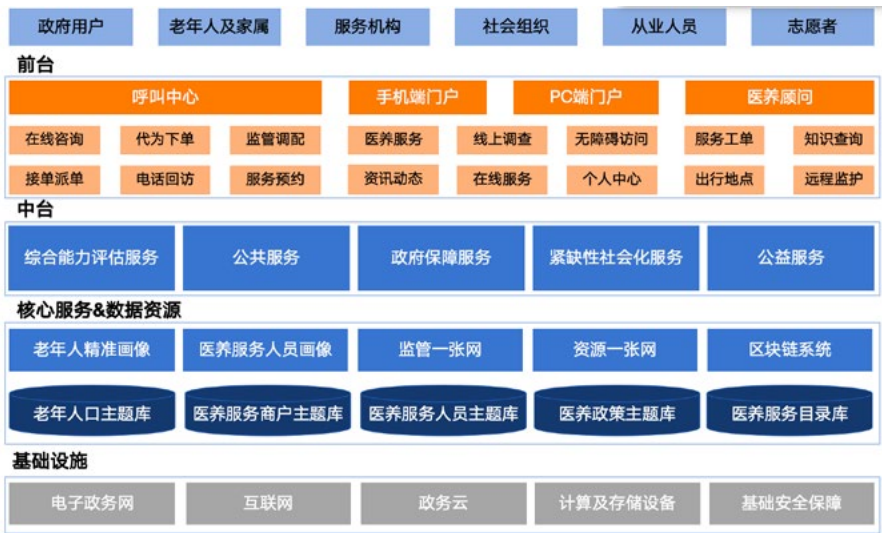 政府用户 老年人及家属 服务机构 社会组织 从业人员 志愿者
前台
呼叫中心 手机端门户 PC端门户 医养顾问
在线咨询 代为下单 监管调配 医养服务 线上调查 无障碍访问 服务工单 知识查询
接单派单 电话回访 服务预约 资讯动态 在线服务 个人中心 出行地点 远程监护
中台
综合能力评估服务 公共服务 政府保障服务 紧缺性社会化服务 公益服务
核心服务&数据资源
老年人精准画像 医养服务人员画像 监管一张网 资源一张网 区块链系统
老年人口主题库 医养服务商户主题库 医养服务人员主题库 医养政策主题库 医养服务目录库
基础设施
电子政务网 互联网 政务云 计算及存储设备 基础安全保障